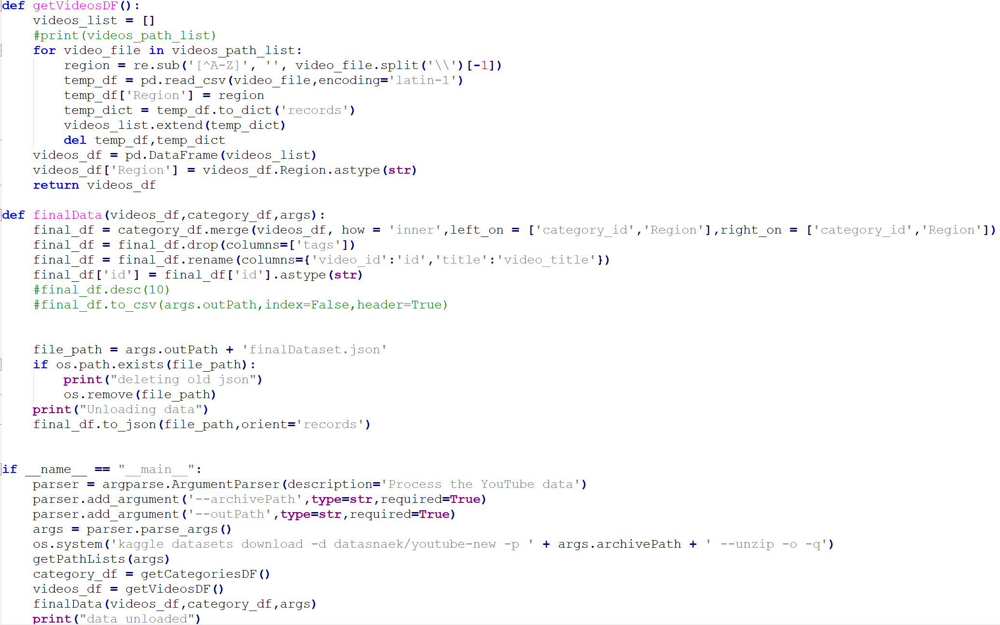 def getVideosDF():
    videos_list = []
    #print(videos_path_list)
    for video_file in videos_path_list:
        region = re.sub('[^A-Z]', '', video_file.split('\\')[-1])
        temp_df = pd.read_csv(video_file,encoding='latin-1')
        temp_df['Region'] = region
        temp_dict = temp_df.to_dict('records')
        videos_list.extend(temp_dict)
        del temp_df,temp_dict
    videos_df = pd.DataFrame(videos_list)
    videos_df['Region'] = videos_df.Region.astype(str)
    return videos_df

def finalData(videos_df,category_df,args):
    final_df = category_df.merge(videos_df, how = 'inner',left_on = ['category_id','Region'],right_on = ['category_id','Region'])
    final_df = final_df.drop(columns=['tags'])
    final_df = final_df.rename(columns={'video_id':'id','title':'video_title'})
    final_df['id'] = final_df['id'].astype(str)
    #final_df.desc(10)
    #final_df.to_csv(args.outPath,index=False,header=True)


    file_path = args.outPath + 'finalDataset.json'
    if os.path.exists(file_path):
        print("deleting old json")
        os.remove(file_path)
    print("Unloading data")
    final_df.to_json(file_path,orient='records')


if __name__ == "__main__":
    parser = argparse.ArgumentParser(description='Process the YouTube data')
    parser.add_argument('--archivePath',type=str,required=True)
    parser.add_argument('--outPath',type=str,required=True)
    args = parser.parse_args()
    os.system('kaggle datasets download -d datasnaek/youtube-new -p ' + args.archivePath + ' --unzip -o -q')
    getPathLists(args)
    category_df = getCategoriesDF()
    videos_df = getVideosDF()
    finalData(videos_df,category_df,args)
    print("data unloaded")